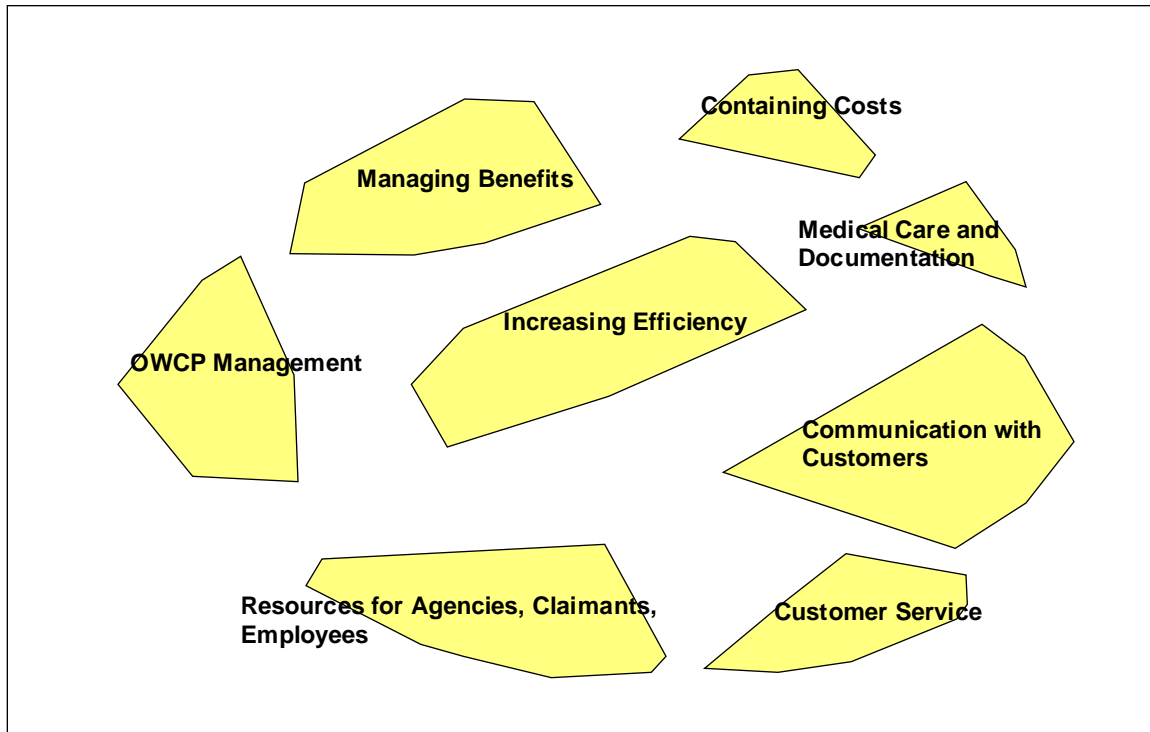 Containing Costs
Managing Benefits
Medical Care and
Documentation
Increasing Efficiency
OWCP Management
Communication with
Customers
Resources for Agencies, Claimants,
Employees
Customer Service